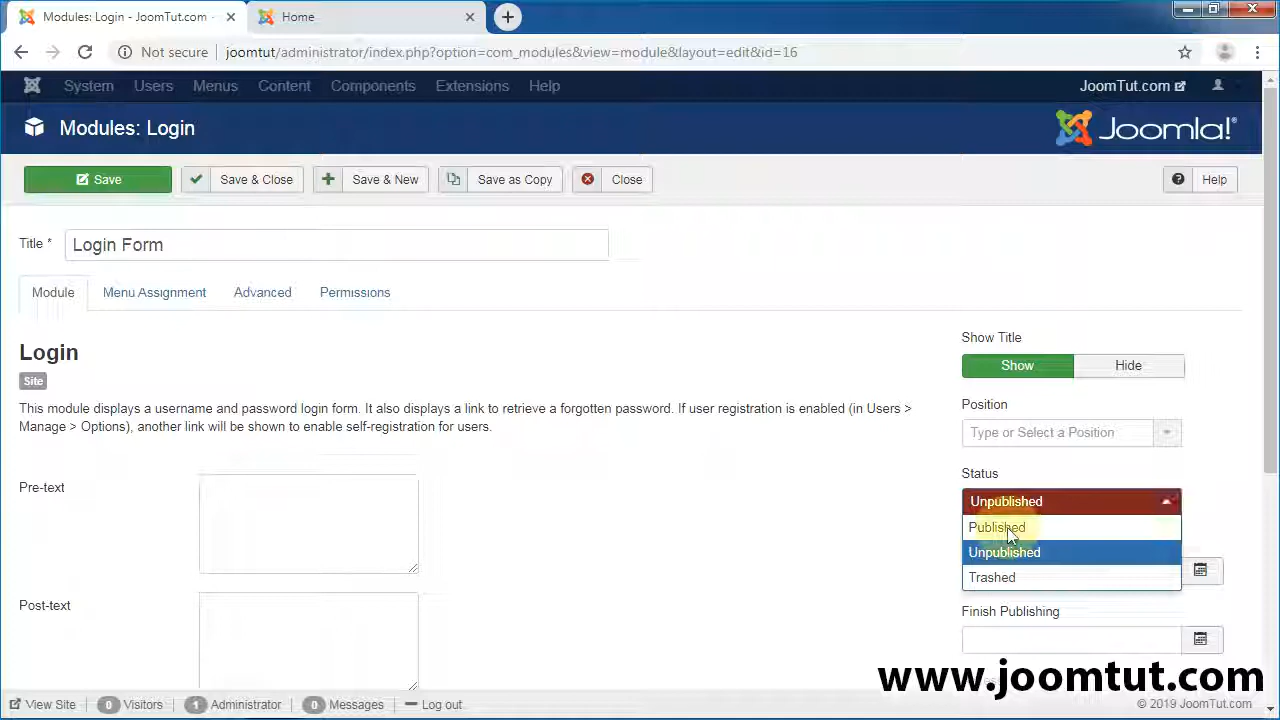 Modules: Login - JoomTut.com -
Home
Not secure
joomtut/administrator/index.php?option=com_modules&view=module&layout=edit&id=16
System
Users
Menus
Content
Components
Extensions
Help
JoomTut.com
Modules: Login
Joomla!®
Save
Save & Close
Save & New
Save as Copy
Close
Help
Title *
Login Form
Module
Menu Assignment
Advanced
Permissions
Login
Site
This module displays a username and password login form. It also displays a link to retrieve a forgotten password. If user registration is enabled (in Users >
Manage > Options), another link will be shown to enable self-registration for users.
Pre-text
Post-text
Show Title
Show
Hide
Position
Type or Select a Position
Status
Unpublished
Published
Unpublished
Trashed
Finish Publishing
www.joomtut.com
View Site
0 Visitors
1 Administrator
0 Messages
Log out
© 2019 JoomTut.com